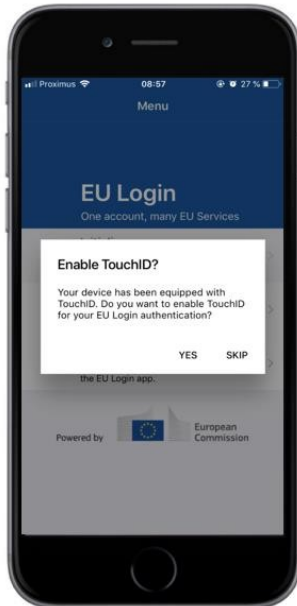 Proximus 08:57 27 %
Menu
EU Login
One account, many EU Services
Enable TouchID?
Your device has been equipped with
TouchID. Do you want to enable TouchID
for your EU Login authentication?
YES SKIP
the EU Login app.
Powered by
European
Commission